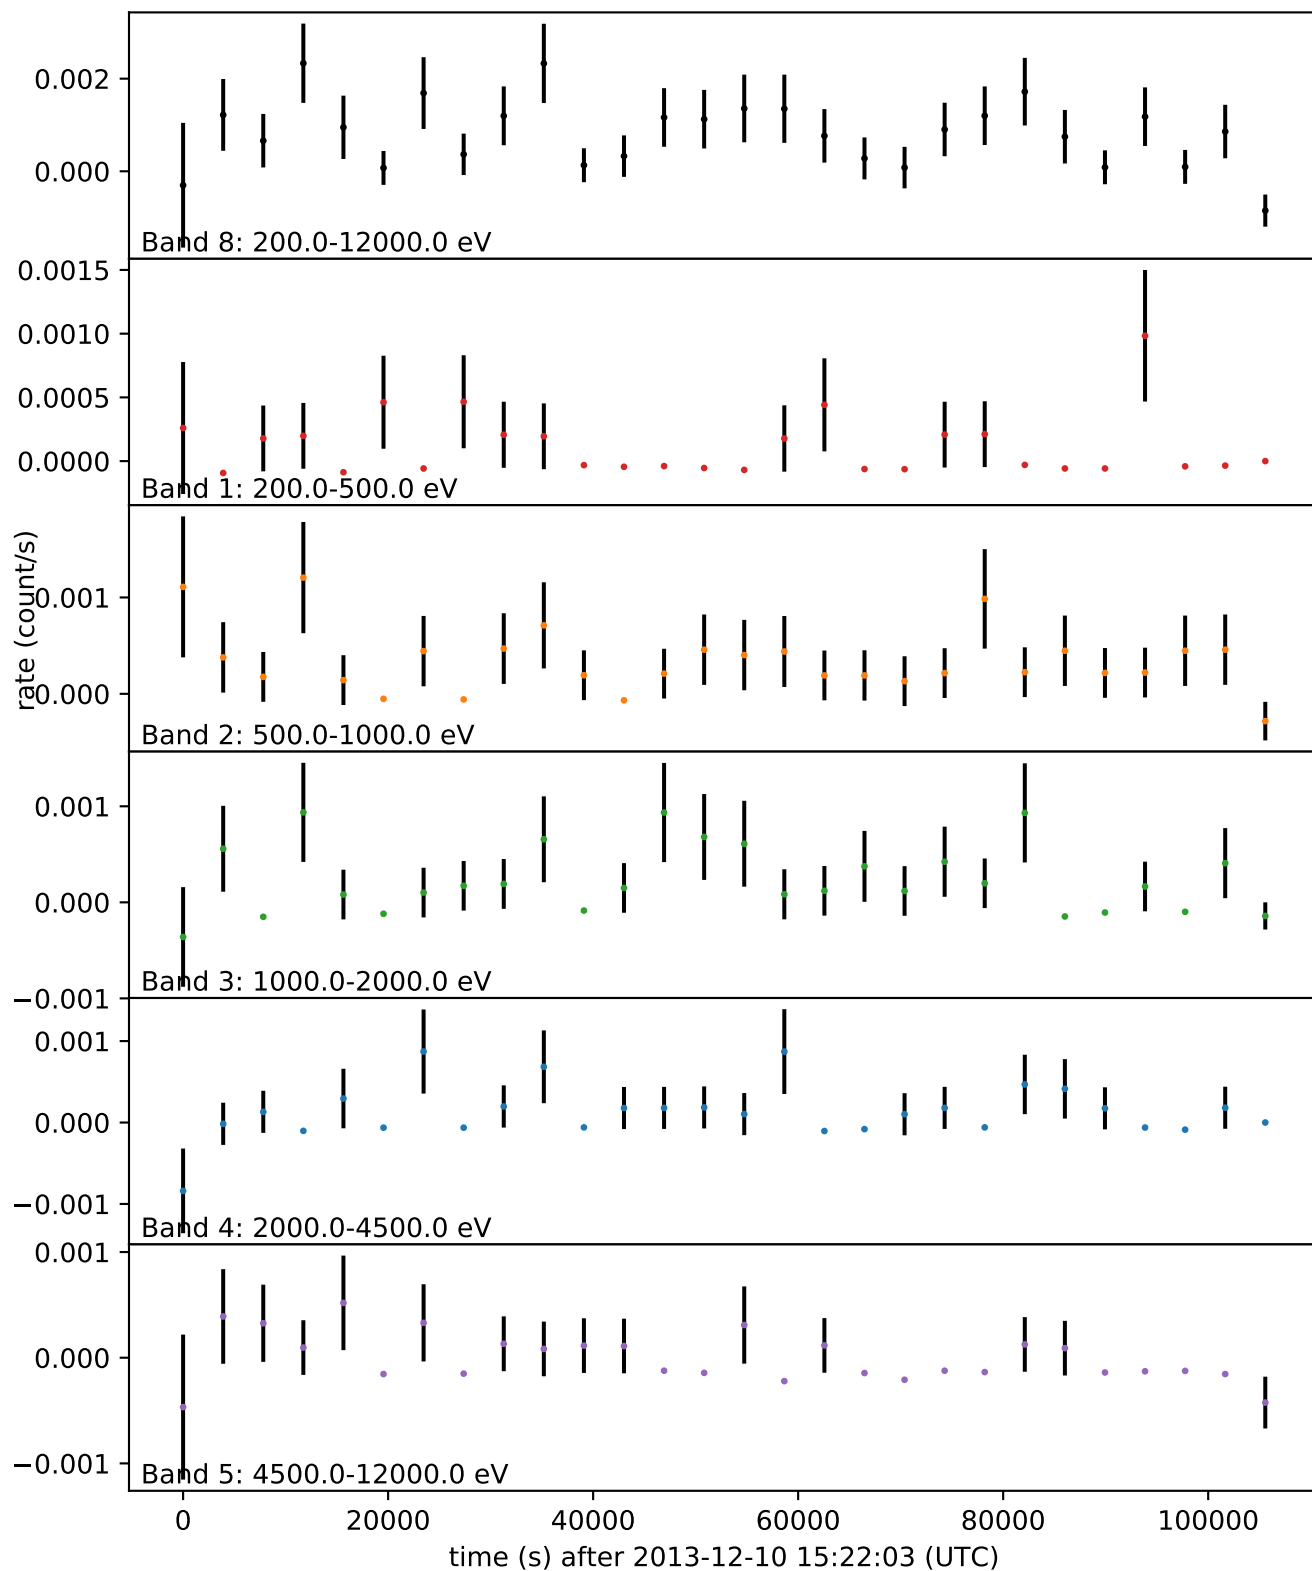 0.002
0.000
Band 8: 200.0-12000.0 eV
0.0015
0.0010
0.0005
0.0000
Band 1: 200.0-500.0 eV
rate (count/s)
0.001
0.000
Band 2: 500.0-1000.0 eV
0.001
0.000
−0.001
Band 3: 1000.0-2000.0 eV
0.001
0.000
−0.001
Band 4: 2000.0-4500.0 eV
0.001
0.000
−0.001
Band 5: 4500.0-12000.0 eV
0 20000 40000 60000 80000 100000
time (s) after 2013-12-10 15:22:03 (UTC)